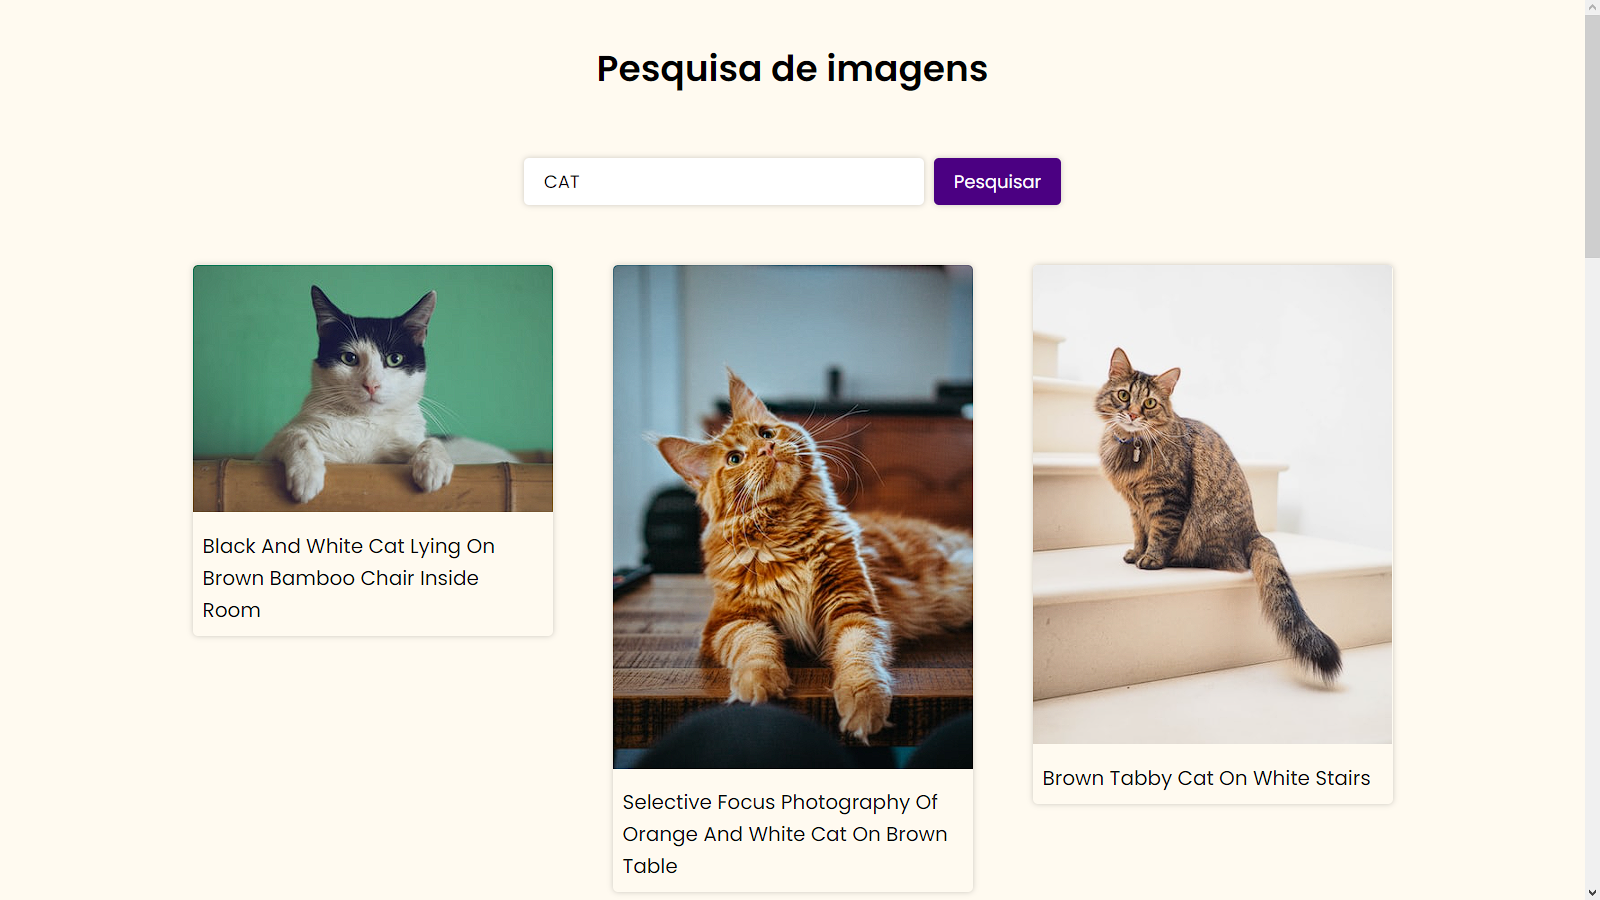 Pesquisa de imagens
CAT
Pesquisar
Black And White Cat Lying On
Brown Bamboo Chair Inside
Room
Selective Focus Photography Of
Orange And White Cat On Brown
Table
Brown Tabby Cat On White Stairs